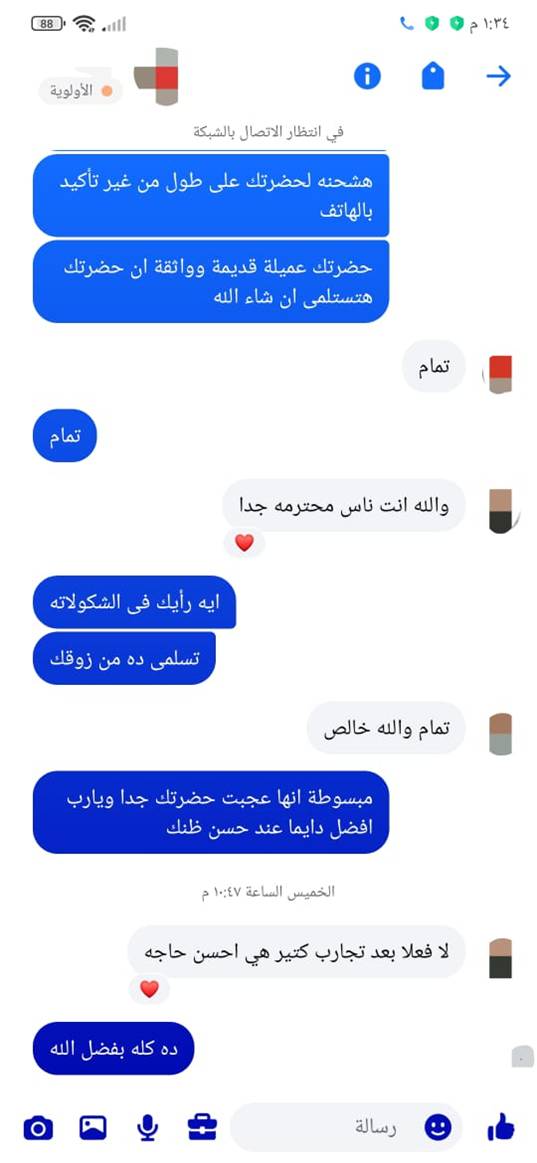 88
١:٣٤ م
الأولوية
في انتظار الاتصال بالشبكة
هشحنه لحضرتك على طول من غير تأكيد
بالهاتف
حضرتك عميلة قديمة وواثقة ان حضرتك
هتستلمى ان شاء الله
تمام
تمام
والله انت ناس محترمه جدا
ايه رأيك فى الشكولاته
تسلمى ده من زوقك
تمام والله خالص
مبسوطة انها عجبت حضرتك جدا ويارب
افضل دايما عند حسن ظنك
الخميس الساعة ١٠:٤٧ م
لا فعلا بعد تجارب كتير هي احسن حاجه
ده كله بفضل الله
رسالة